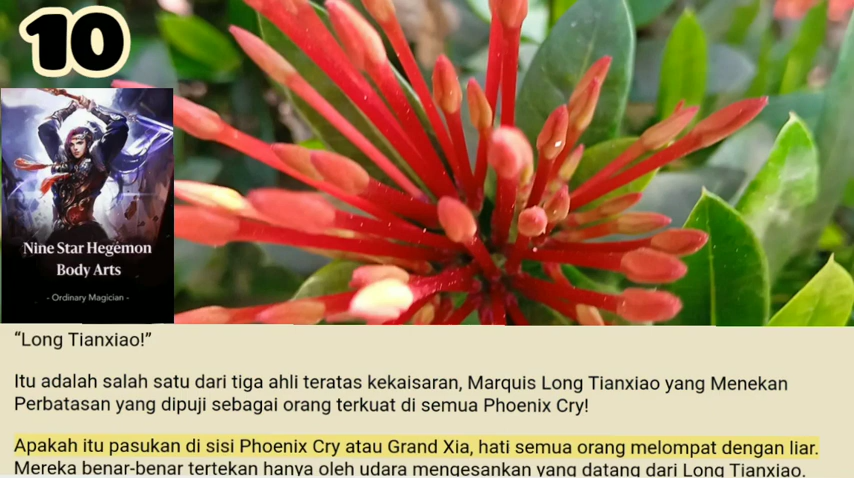 10
Nine Star Hegemon
Body Arts
- Ordinary Magician -
“Long Tianxiao!”
Itu adalah salah satu dari tiga ahli teratas kekaisaran, Marquis Long Tianxiao yang Menekan
Perbatasan yang dipuji sebagai orang terkuat di semua Phoenix Cry!
Apakah itu pasukan di sisi Phoenix Cry atau Grand Xia, hati semua orang melompat dengan liar.
Mereka benar-benar tertekan hanya oleh udara mengesankan yang datang dari Long Tianxiao.